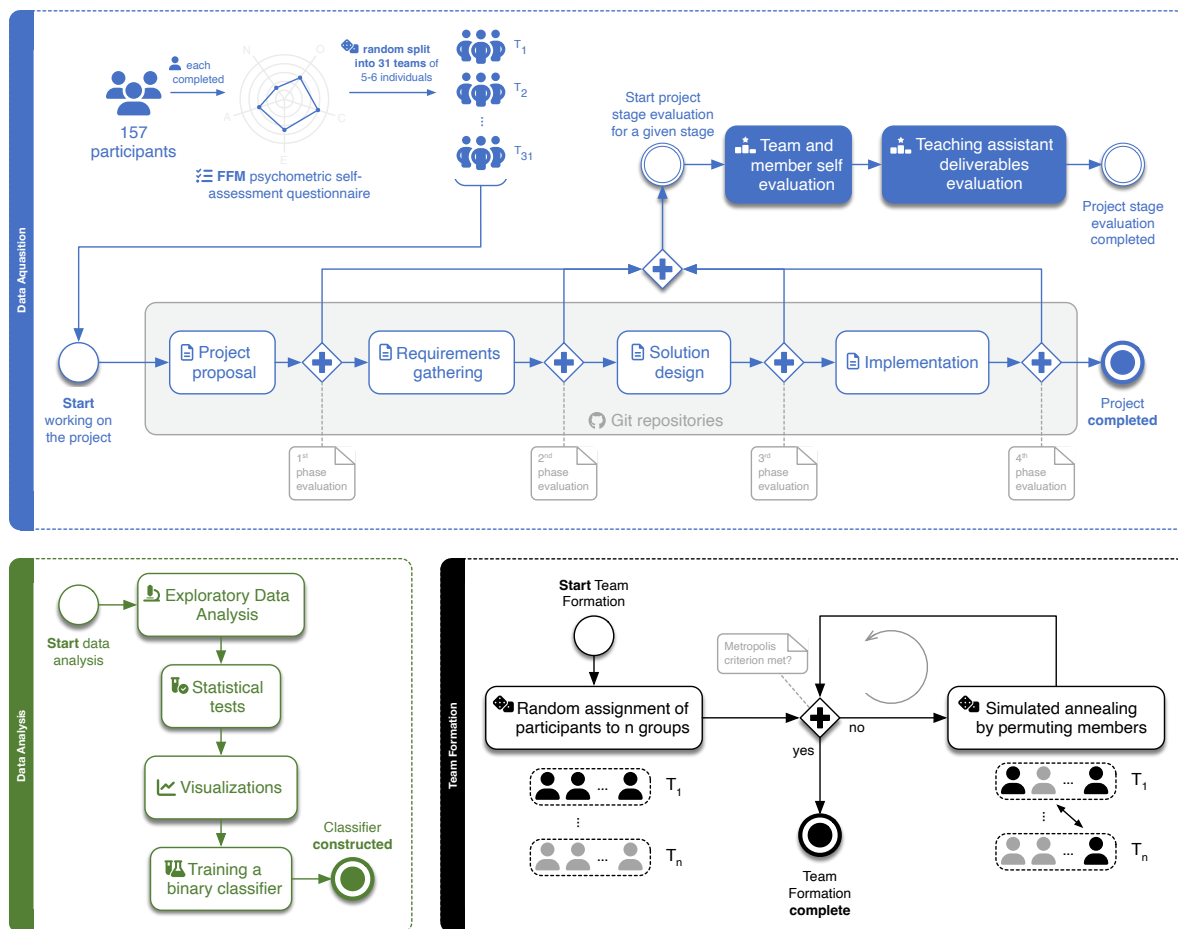 Data Aquasition
157
participants
each
completed
N
O
A
C
E
FFM psychometric self-
assessment questionnaire
random split
into 31 teams of
5-6 individuals
T1
T2
⋮
T31
Start project
stage evaluation
for a given stage
Team and
member self
evaluation
Teaching assistant
deliverables
evaluation
Project stage
evaluation
completed
Start
working on
the project
Project
proposal
Requirements
gathering
Solution
design
Implementation
Project
completed
Git repositories
1st
phase
evaluation
2nd
phase
evaluation
3rd
phase
evaluation
4th
phase
evaluation
Data Analysis
Start data
analysis
Exploratory Data
Analysis
Statistical
tests
Visualizations
Training a
binary classifier
Classifier
constructed
Team Formation
Start Team
Formation
Random assignment of
participants to n groups
... T1
⋮
... Tn
Metropolis
criterion met?
no
yes
Team
Formation
complete
Simulated annealing
by permuting members
... T1
⋮
... Tn